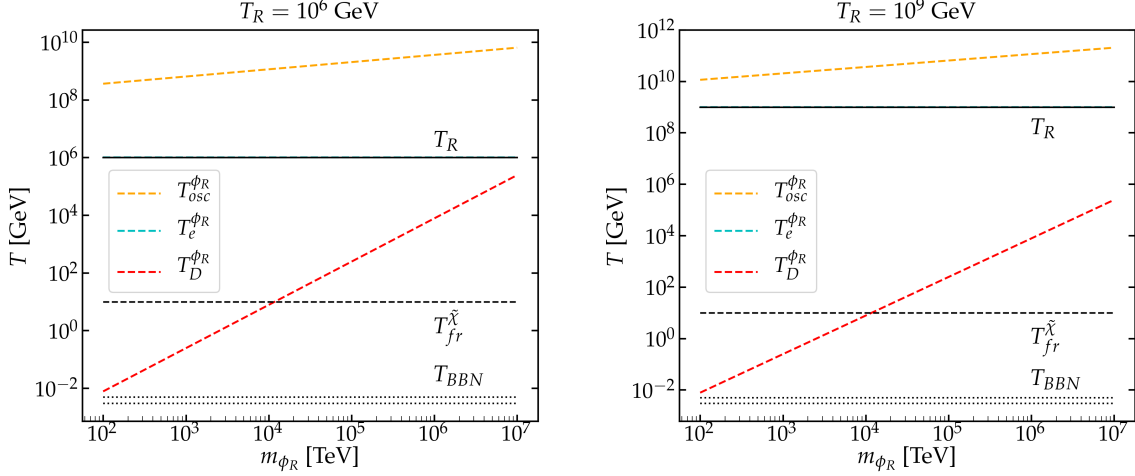 T_R = 10^6 GeV
T [GeV]
10^10
10^8
10^6
10^4
10^2
10^0
10^−2
T_R
T_osc^ϕ_R
T_e^ϕ_R
T_D^ϕ_R
T_fr^χ̃
T_BBN
10^2 10^3 10^4 10^5 10^6 10^7
m_ϕ_R [TeV]
T_R = 10^9 GeV
T [GeV]
10^12
10^10
10^8
10^6
10^4
10^2
10^0
10^−2
T_R
T_osc^ϕ_R
T_e^ϕ_R
T_D^ϕ_R
T_fr^χ̃
T_BBN
10^2 10^3 10^4 10^5 10^6 10^7
m_ϕ_R [TeV]